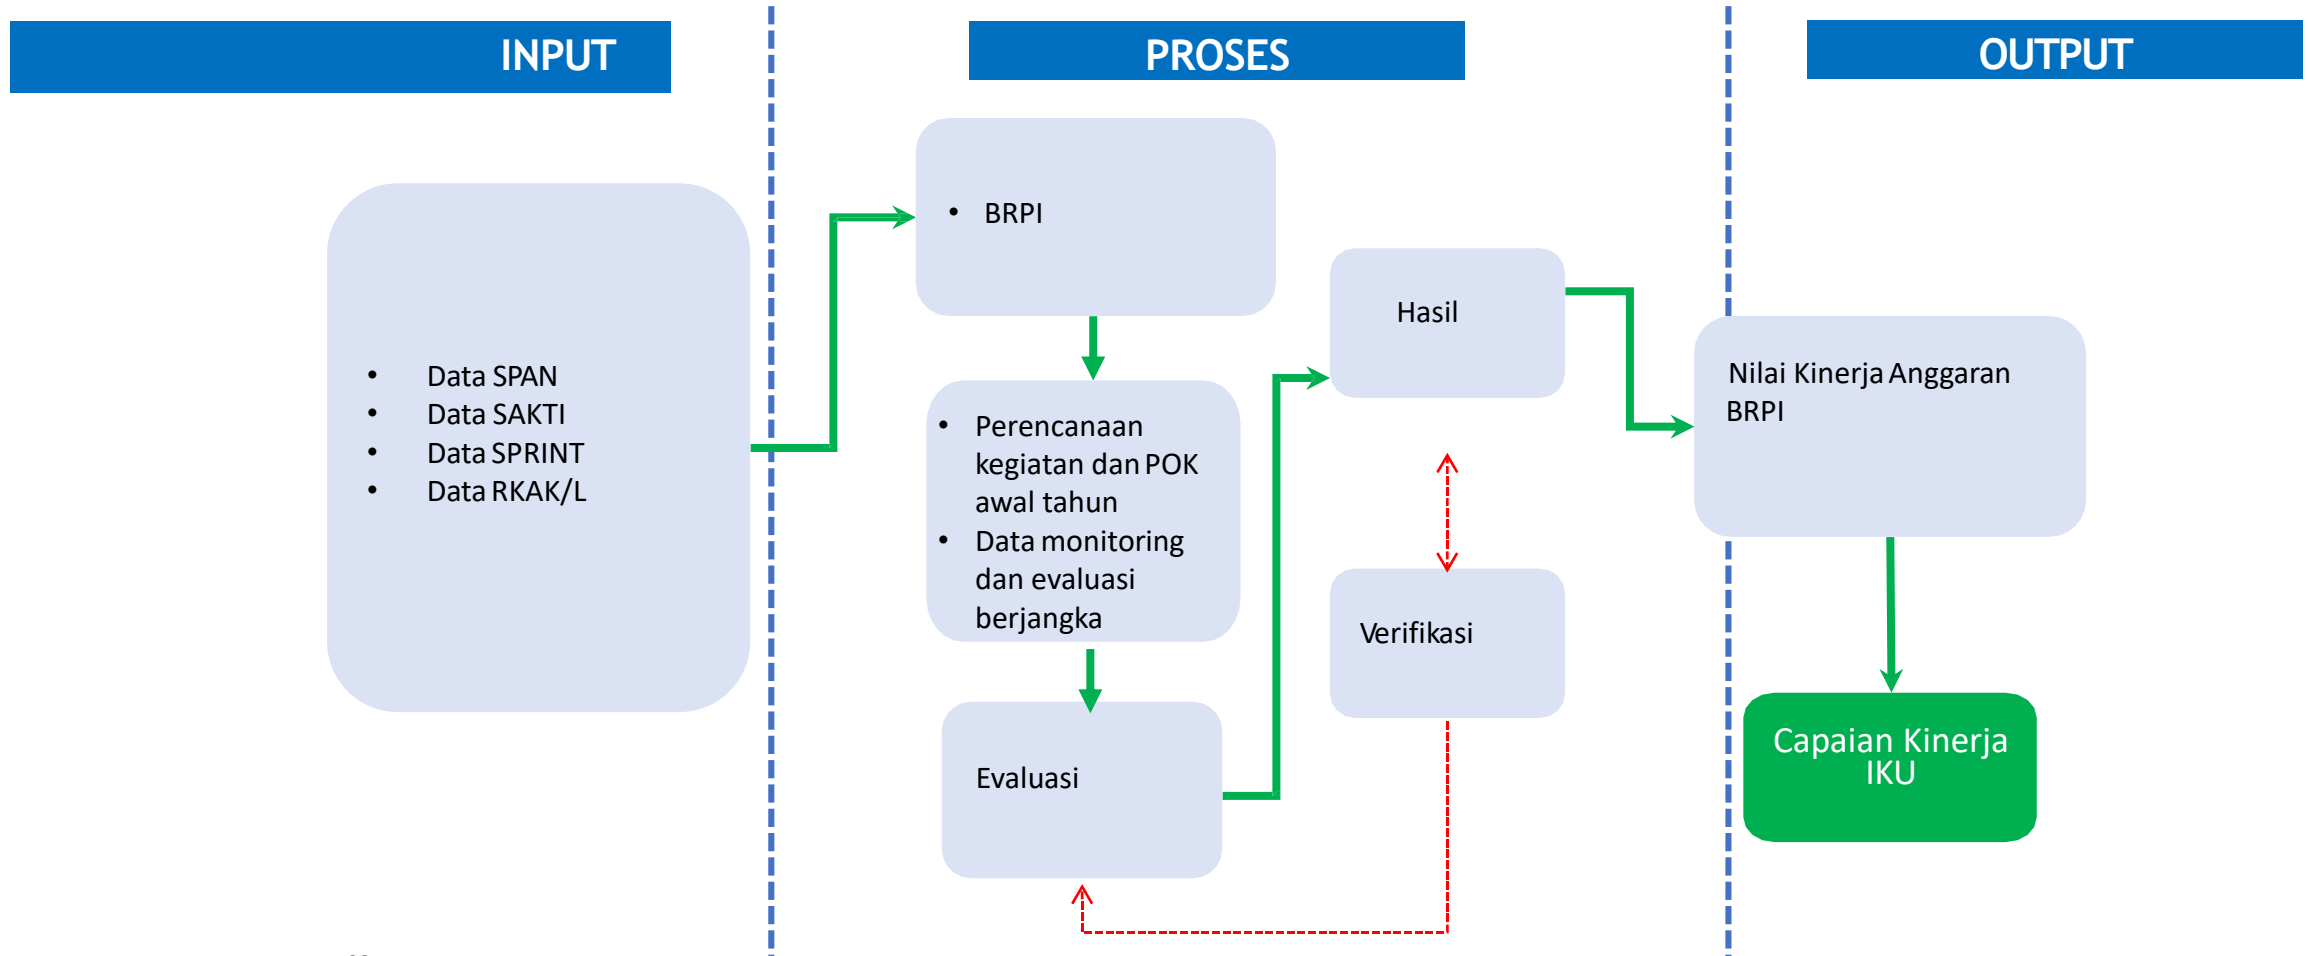 INPUT
PROSES
OUTPUT
• Data SPAN
• Data SAKTI
• Data SPRINT
• Data RKAK/L
• BRPI
• Perencanaan
kegiatan dan POK
awal tahun
• Data monitoring
dan evaluasi
berjangka
Evaluasi
Hasil
Verifikasi
Nilai Kinerja Anggaran
BRPI
Capaian Kinerja
IKU